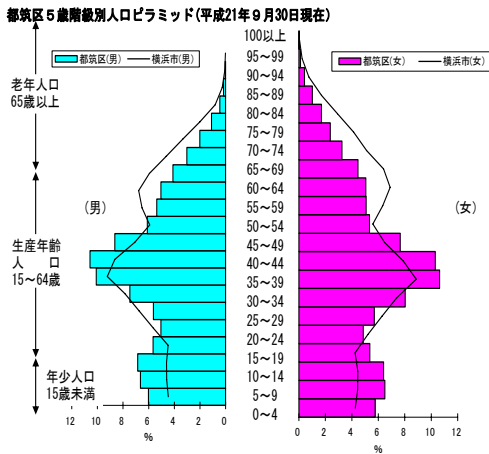 都筑区5歳階級別人口ピラミッド(平成21年9月30日現在)
100以上
都筑区(男) 横浜市(男)
都筑区(女) 横浜市(女)
95~99
90~94
老年人口
65歳以上
85~89
80~84
75~79
70~74
65~69
60~64
(男)
(女)
55~59
50~54
生産年齢
人 口
15~64歳
45~49
40~44
35~39
30~34
25~29
20~24
15~19
年少人口
15歳未満
10~14
5~9
0~4
12 10 8 6 4 2 0
%
0 2 4 6 8 10 12
%